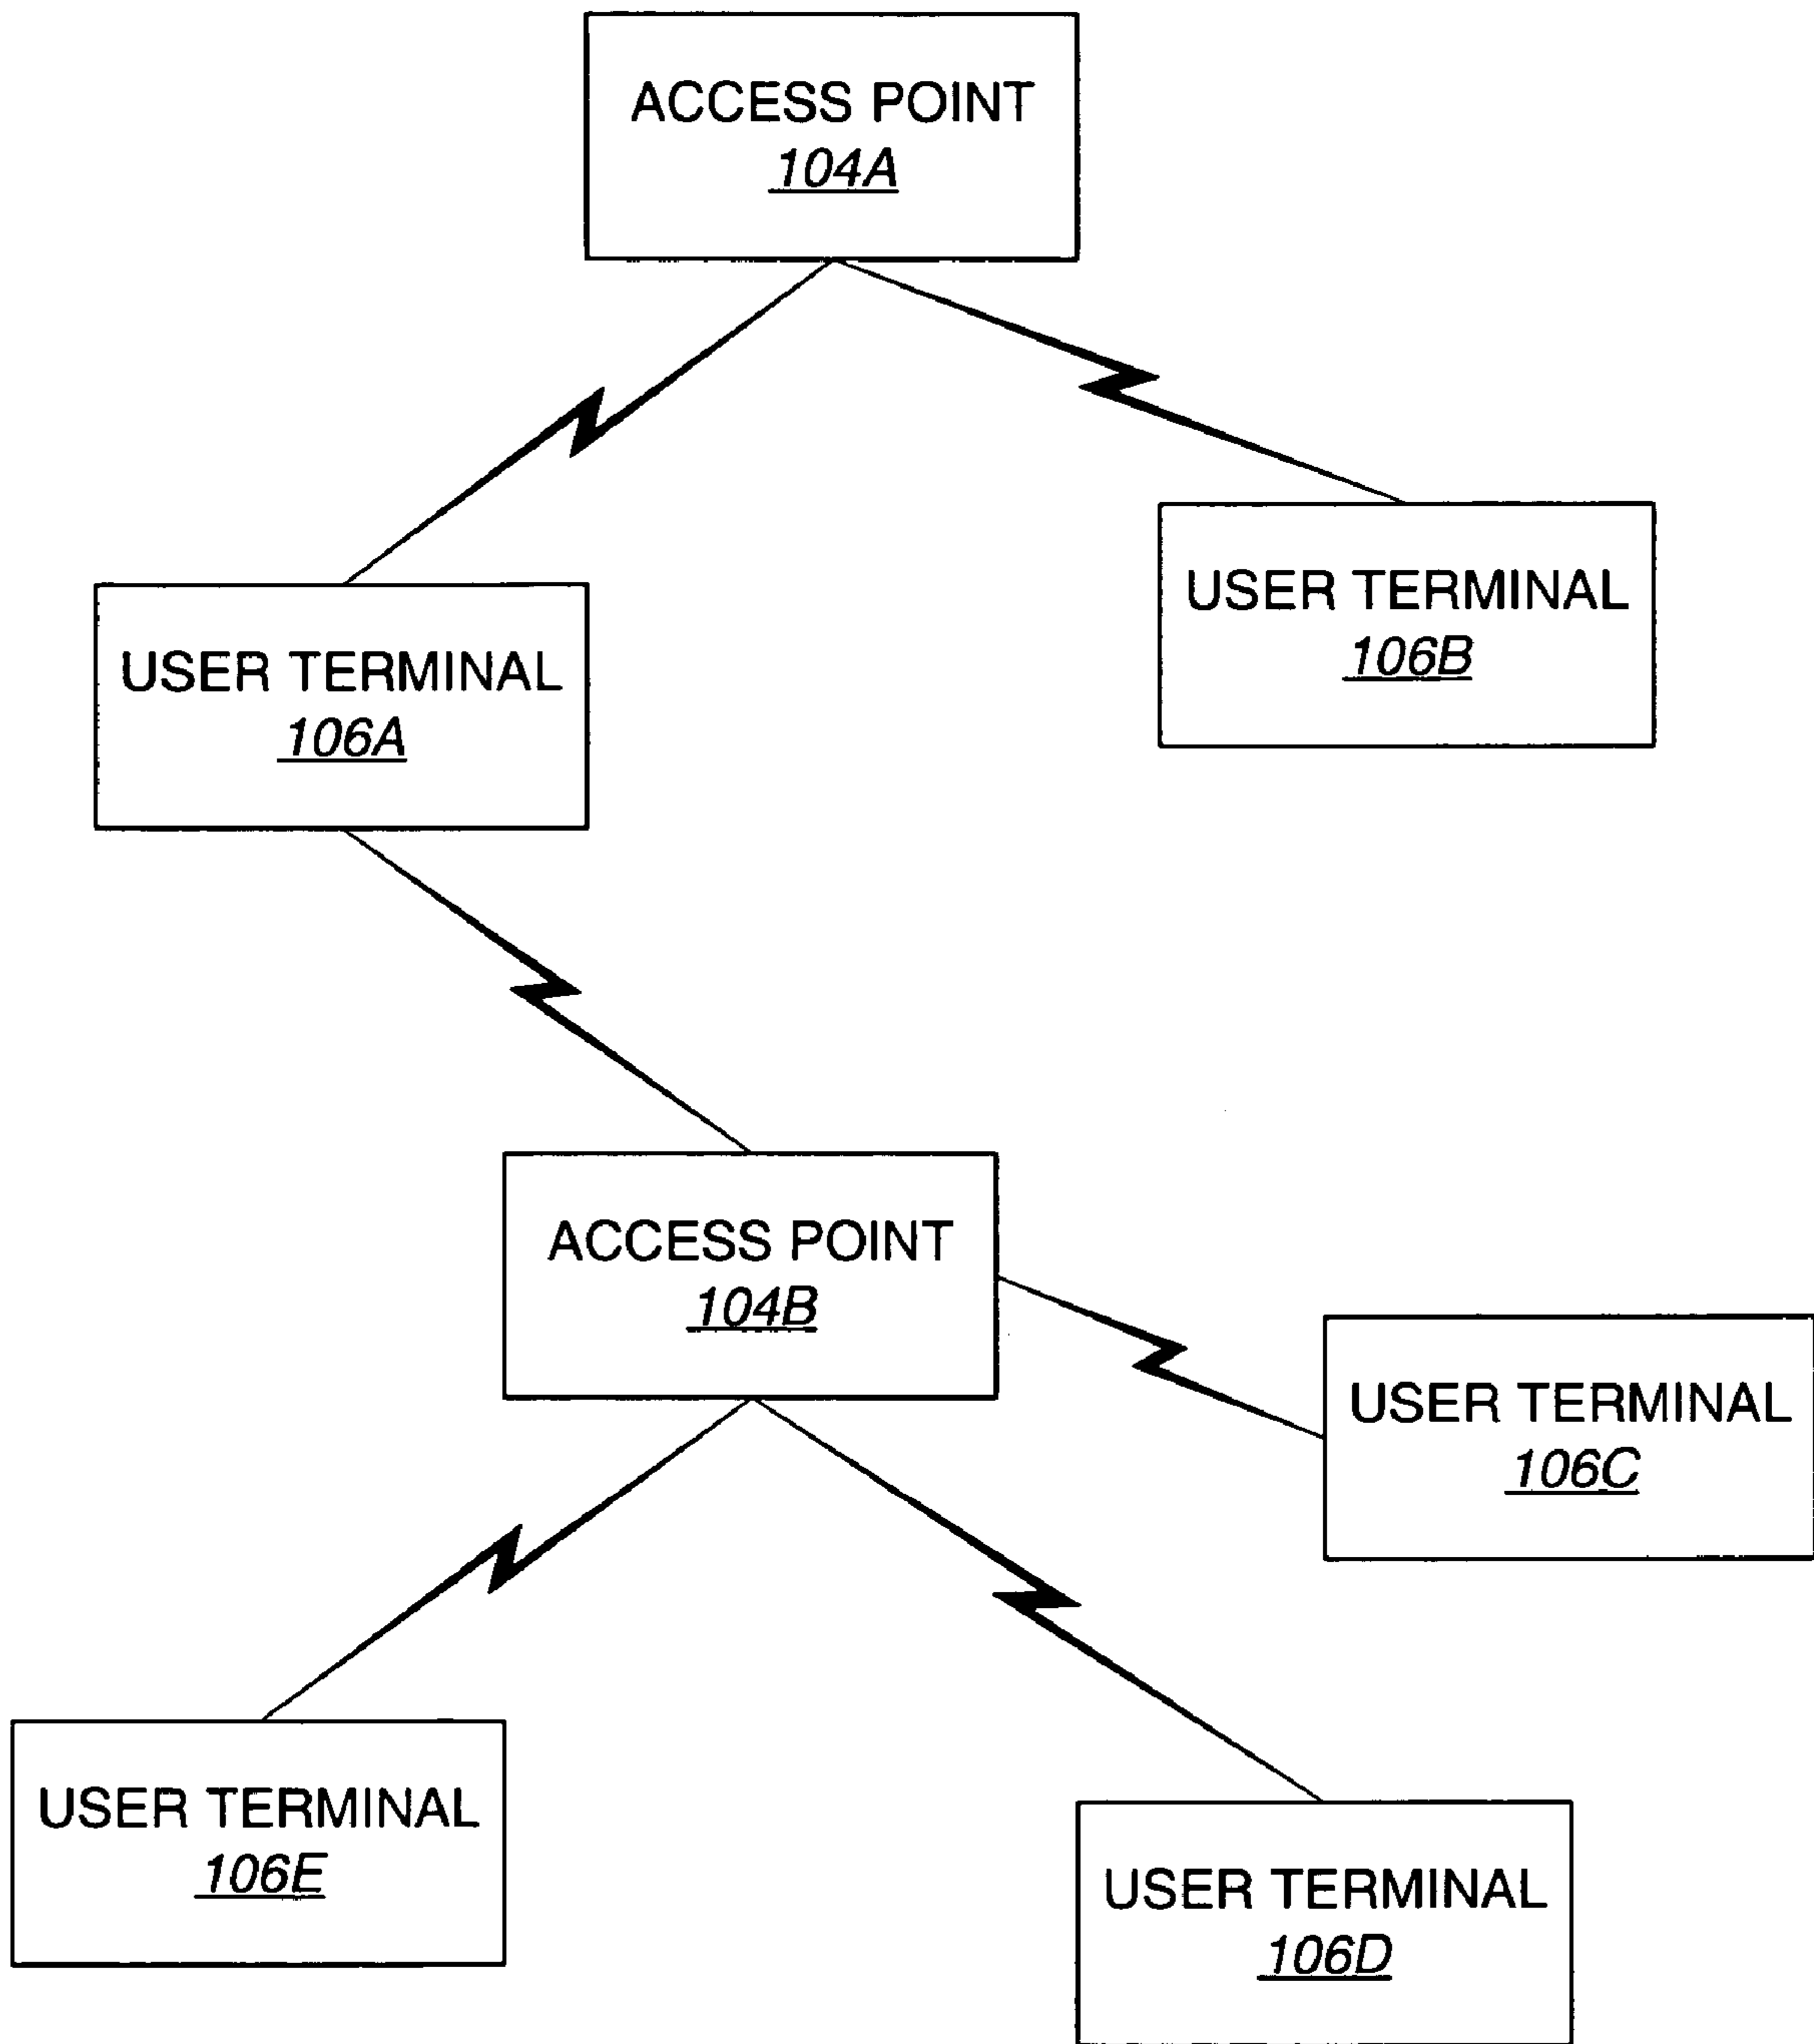 ACCESS POINT
104A
USER TERMINAL
106B
USER TERMINAL
106A
ACCESS POINT
104B
USER TERMINAL
106C
USER TERMINAL
106E
USER TERMINAL
106D